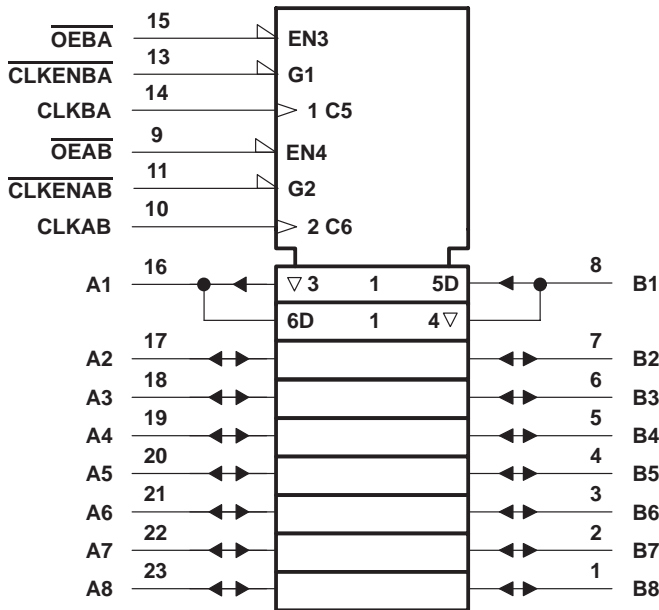 15
OEBA EN3
13
CLKENBA G1
14
CLKBA 1 C5
9
OEAB EN4
11
CLKENAB G2
10
CLKAB 2 C6
16 8
A1 ▽ 3 1 5D B1
6D 1 4 ▽
17 7
A2 B2
18 6
A3 B3
19 5
A4 B4
20 4
A5 B5
21 3
A6 B6
22 2
A7 B7
23 1
A8 B8